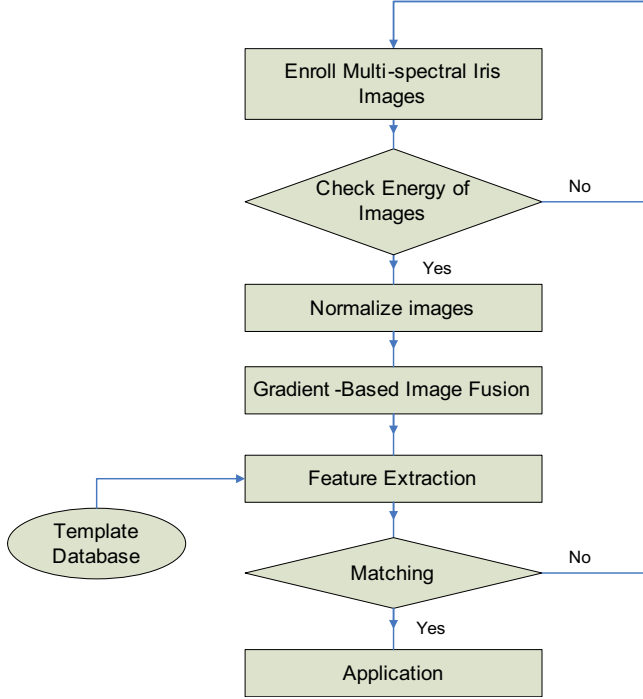 Enroll Multi-spectral Iris
Images
Check Energy of
Images
No
Yes
Normalize images
Gradient -Based Image Fusion
Feature Extraction
Template
Database
Matching
No
Yes
Application